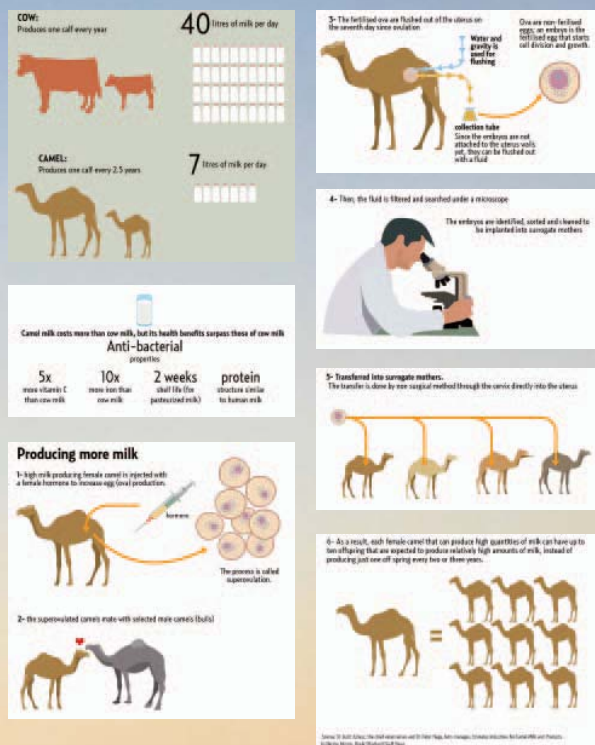 COW:
Produces one calf every year
40 litres of milk per day
CAMEL:
Produces one calf every 2.5 years
7 litres of milk per day
Camel milk costs more than cow milk, but its health benefits surpass those of cow milk
Anti-bacterial
properties
5x
more vitamin C
than cow milk
10x
more iron than
cow milk
2 weeks
shelf life (for
pasteurized milk)
protein
structure similar
to human milk
Producing more milk
1- high milk producing female camel is injected with
a female hormone to increase egg (ova) production.
hormore
The process is called
superovulation.
2- the superovulated camels mate with selected male camels (bulls)
3- The fertilised ova are flushed out of the uterus on
the seventh day since ovulation
Water and
gravity is
used for
flushing
Ova are non-ferilised
eggs; an embryo is the
fertilised egg that starts
cell division and growth.
collection tube
Since the embryos are not
attached to the uterus walls
yet, they can be flushed out
with a fluid
4- Then, the fluid is filtered and searched under a microscope
The embryos are identified, sorted and cleaned to
be implanted into surrogate mothers
5- Transferred into surrogate mothers.
The transfer is done by non surgical method through the cervix directly into the uterus
6- As a result, each female camel that can produce high quantities of milk can have up to
ten offspring that are expected to produce relatively high amounts of milk, instead of
producing just one off spring every two or three years.